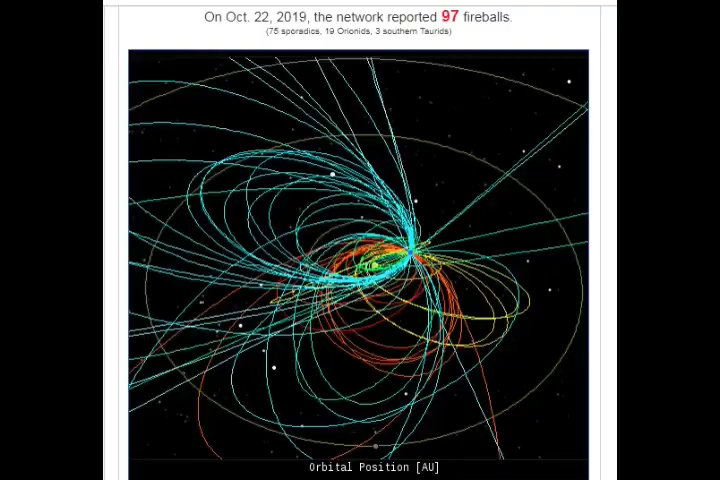 On Oct. 22, 2019, the network reported 97 fireballs.
(75 sporadics, 19 Orionids, 3 southern Taurids)
Orbital Position [AU]